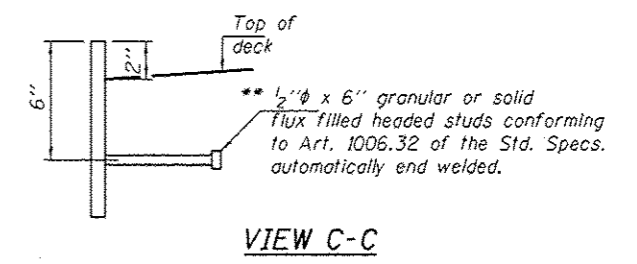 Top of
deck
2"
6"
** 1/2"ϕ x 6" granular or solid
flux filled headed studs conforming
to Art. 1006.32 of the Std. Specs.
automatically end welded.
VIEW C-C